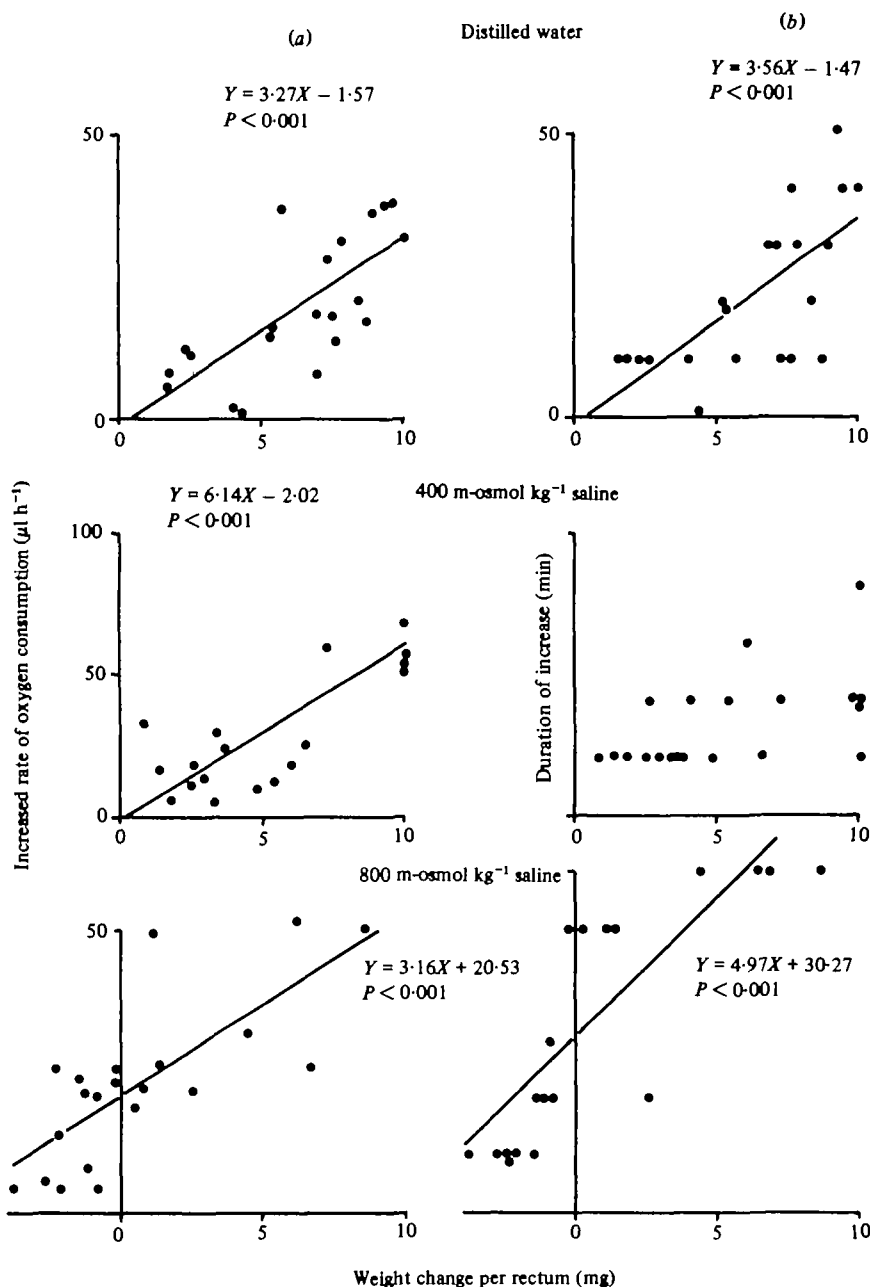 (a)
Distilled water
(b)
Y = 3·27X − 1·57
P < 0·001
Y = 3·56X − 1·47
P < 0·001
50
0
0
5
10
50
0
0
5
10
Y = 6·14X − 2·02
P < 0·001
400 m-osmol kg⁻¹ saline
Increased rate of oxygen consumption (μl h⁻¹)
100
50
0
0
5
10
Duration of increase (min)
0
5
10
800 m-osmol kg⁻¹ saline
50
Y = 3·16X + 20·53
P < 0·001
Y = 4·97X + 30·27
P < 0·001
0
5
10
0
5
10
Weight change per rectum (mg)